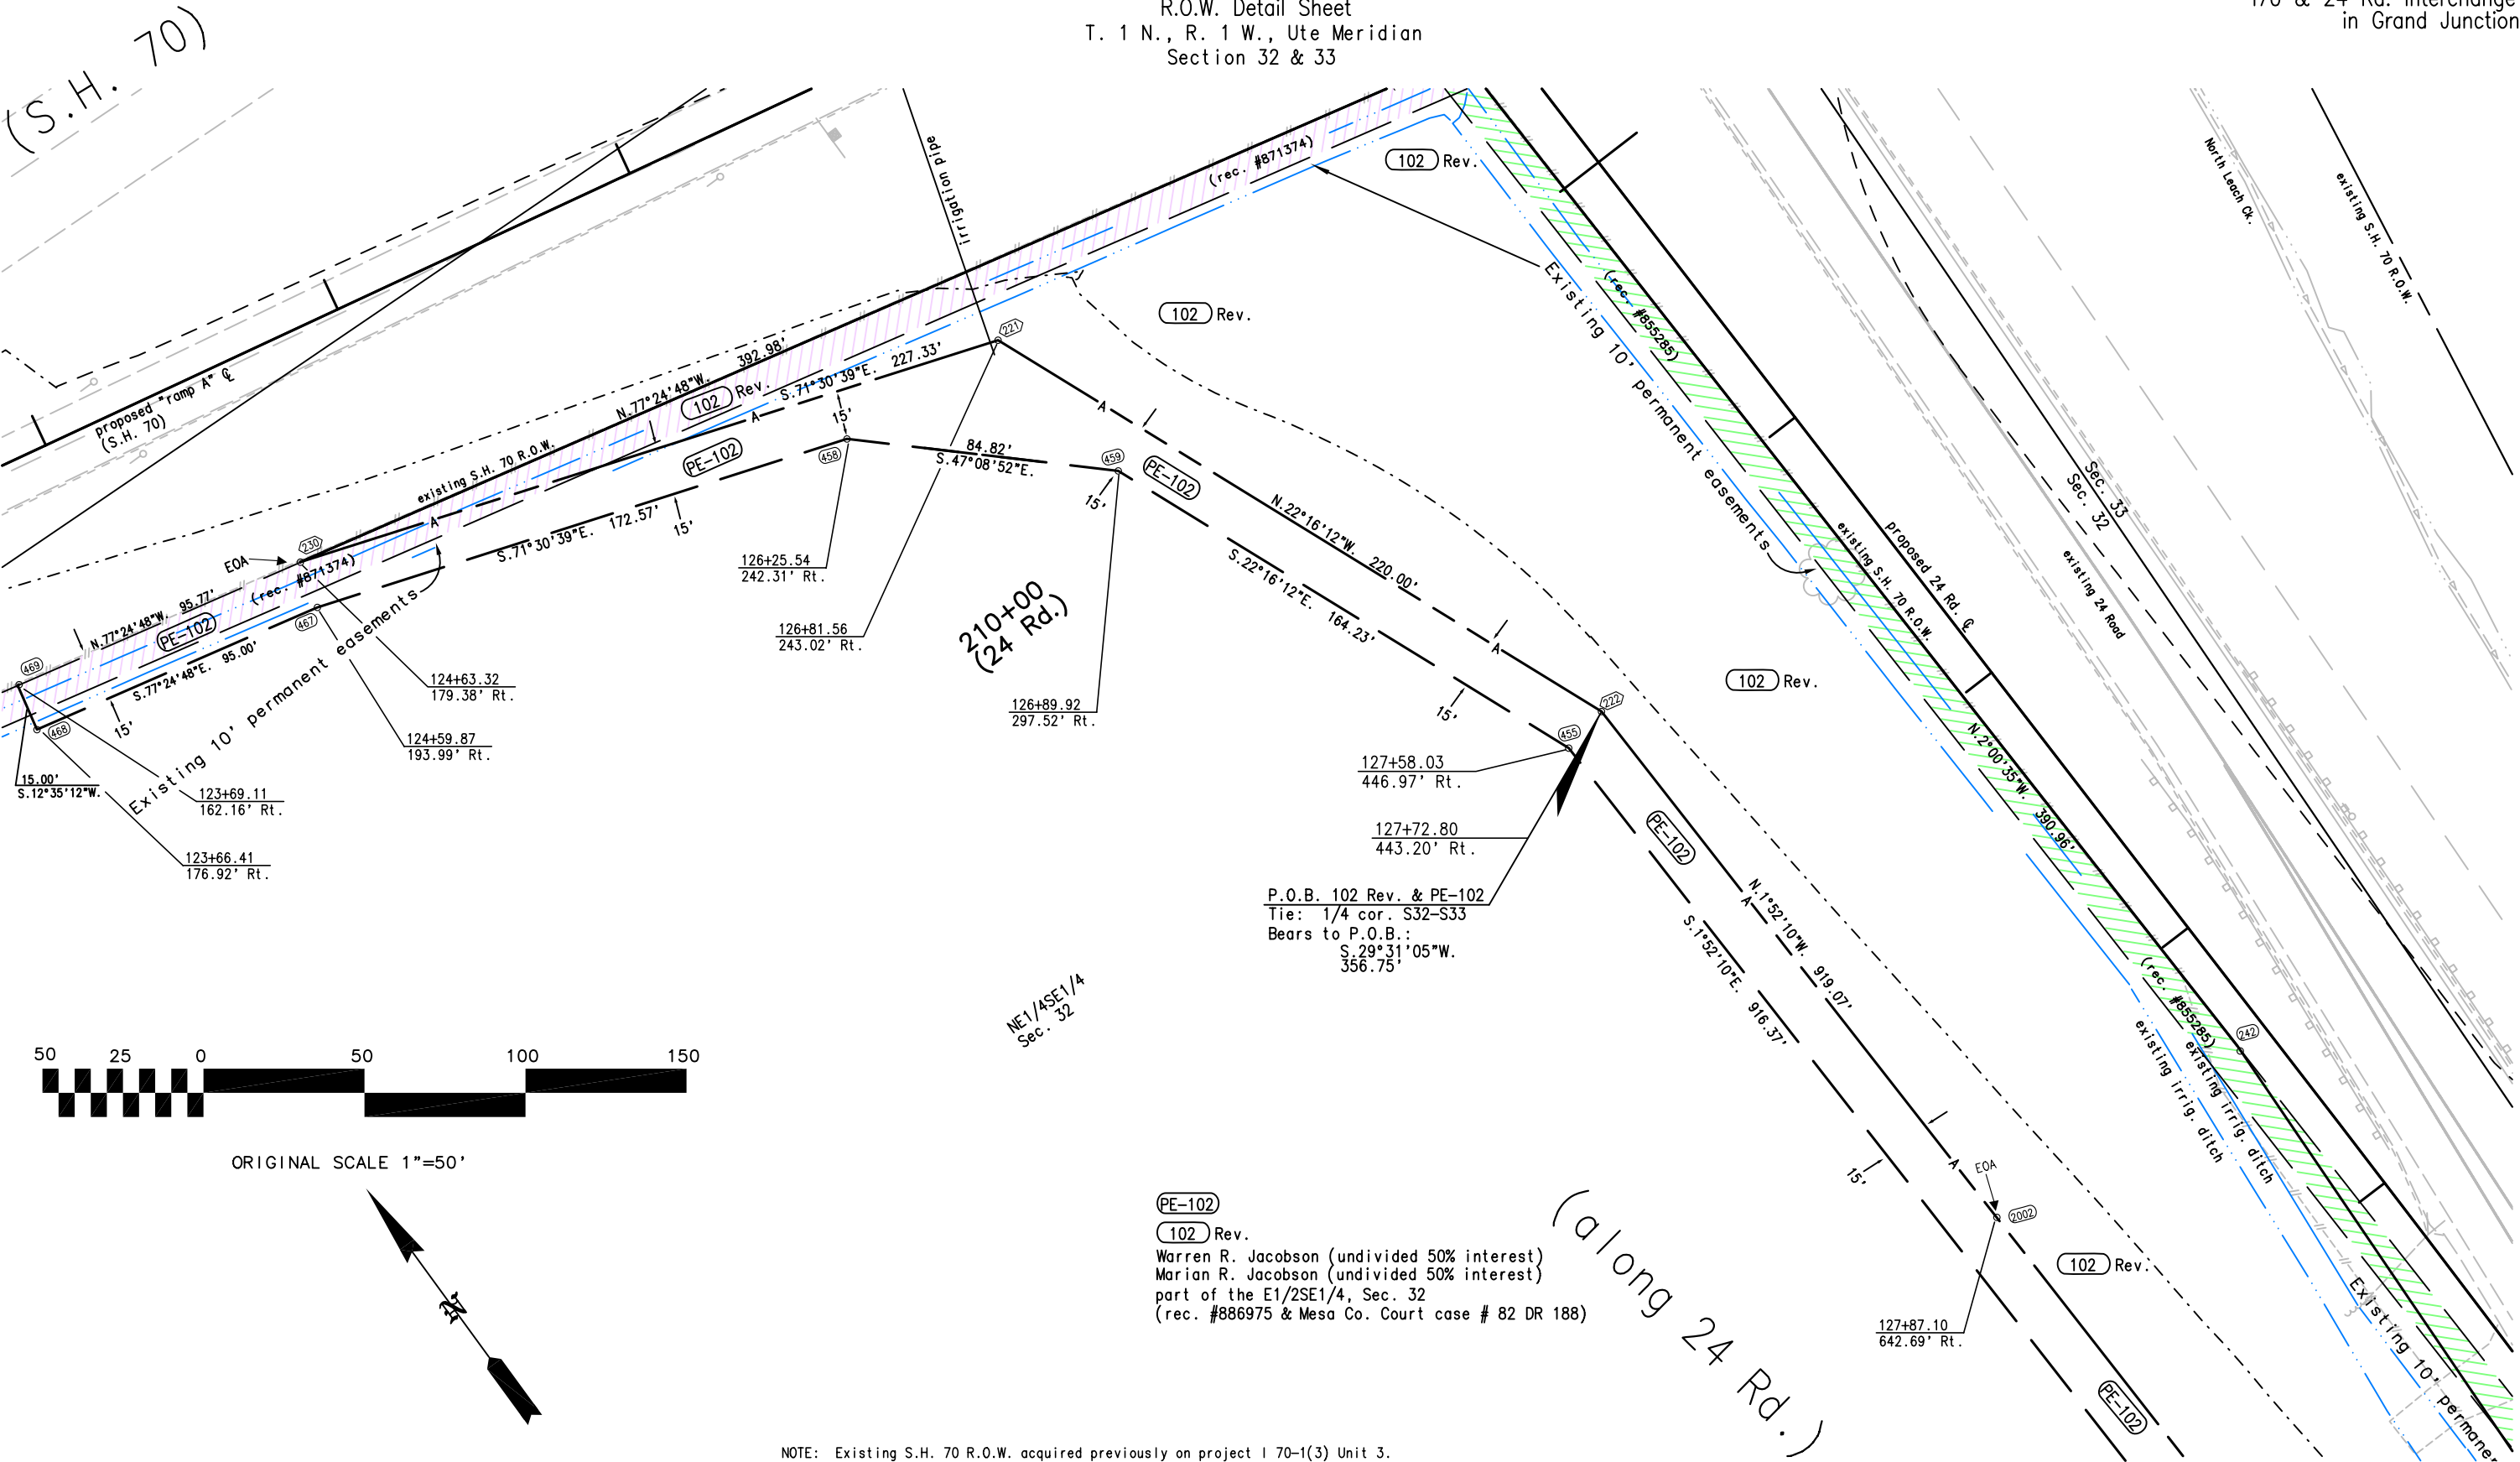 R.O.W. Detail Sheet
T. 1 N., R. 1 W., Ute Meridian
Section 32 & 33
I70 & 24 Rd. Interchange
in Grand Junction
(S.H. 70)
irrigation pipe
(rec. #871374)
102 Rev.
North Leach Ck.
existing S.H. 70 R.O.W.
102 Rev.
Existing 10' permanent easements
(rec. #855285)
221
N.77°24'48"W. 392.98'
102 Rev.
S.71°30'39"E. 227.33'
15'
A
A
proposed "ramp A" ℄
(S.H. 70)
existing S.H. 70 R.O.W.
PE-102
458
84.82'
S.47°08'52"E.
459
PE-102
15'
A
A
N.22°16'12"W. 220.00'
S.22°16'12"E. 164.23'
15'
Sec. 33
Sec. 32
existing 24 Road
proposed 24 Rd. ℄
existing S.H. 70 R.O.W.
EOA
230
(rec. #871374)
S.71°30'39"E. 172.57'
15'
126+25.54
242.31' Rt.
N.77°24'48"W. 95.77'
PE-102
467
S.77°24'48"E. 95.00'
469
468
15'
15.00'
S.12°35'12"W.
Existing 10' permanent easements
126+81.56
243.02' Rt.
210+00
(24 Rd.)
124+63.32
179.38' Rt.
124+59.87
193.99' Rt.
123+69.11
162.16' Rt.
123+66.41
176.92' Rt.
126+89.92
297.52' Rt.
102 Rev.
222
455
127+58.03
446.97' Rt.
127+72.80
443.20' Rt.
P.O.B. 102 Rev. & PE-102
Tie: 1/4 cor. S32-S33
Bears to P.O.B.:
S.29°31'05"W.
356.75'
PE-102
N.2°00'35"W. 390.96'
N.1°52'10"W. 919.07'
A
A
S.1°52'10"E. 916.37'
15'
NE1/4SE1/4
Sec. 32
(rec. #855285)
242
existing irrig. ditch
existing irrig. ditch
50 25 0 50 100 150
ORIGINAL SCALE 1"=50'
N
EOA
2002
102 Rev.
127+87.10
642.69' Rt.
PE-102
Existing 10' permane
(along 24 Rd.)
PE-102
102 Rev.
Warren R. Jacobson (undivided 50% interest)
Marian R. Jacobson (undivided 50% interest)
part of the E1/2SE1/4, Sec. 32
(rec. #886975 & Mesa Co. Court case # 82 DR 188)
NOTE: Existing S.H. 70 R.O.W. acquired previously on project I 70-1(3) Unit 3.